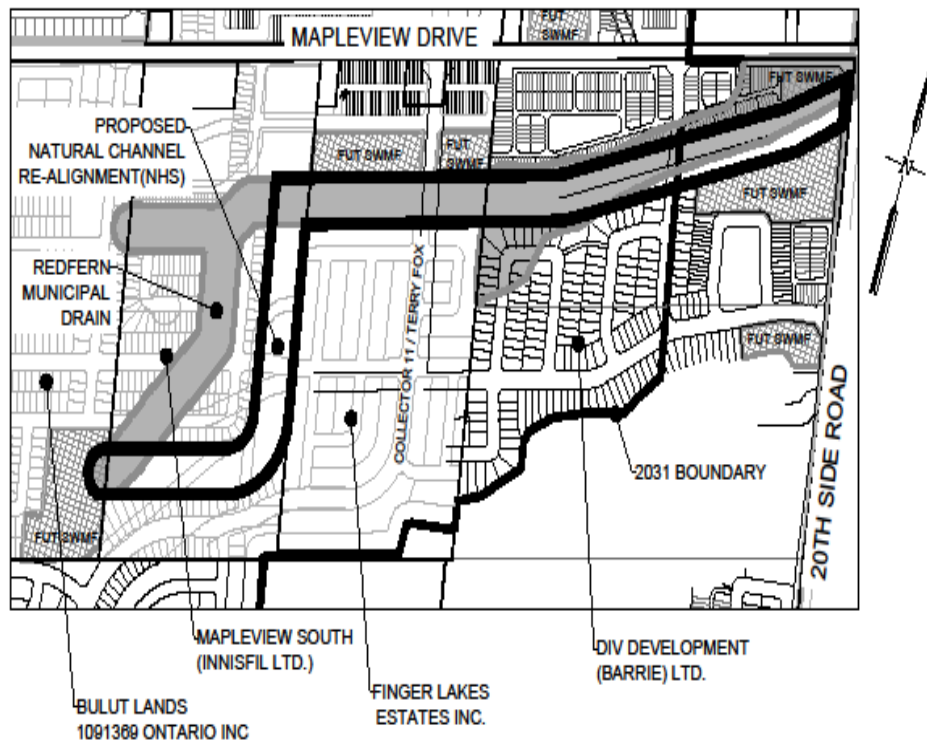 FUT
SWMF
MAPLEVIEW DRIVE
FUT SWMF
PROPOSED
NATURAL CHANNEL
RE-ALIGNMENT(NHS)
FUT SWMF
FUT
SWMF
FUT SWMF
REDFERN
MUNICIPAL
DRAIN
COLLECTOR 11 / TERRY FOX
FUT SWMF
20TH SIDE ROAD
2031 BOUNDARY
FUT SWMF
MAPLEVIEW SOUTH
(INNISFIL LTD.)
DIV DEVELOPMENT
(BARRIE) LTD.
FINGER LAKES
ESTATES INC.
BULUT LANDS
1091369 ONTARIO INC